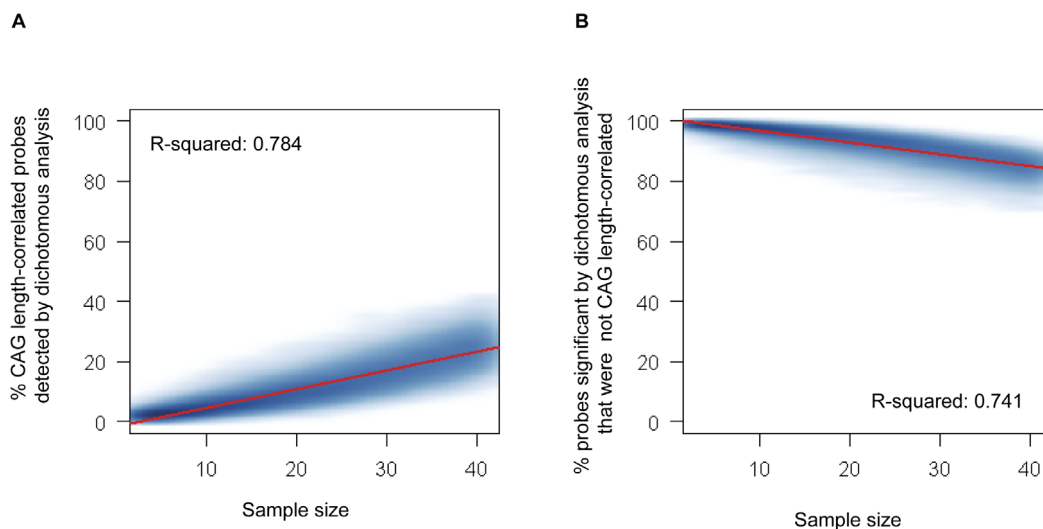 A
% CAG length-correlated probes
detected by dichotomous analysis
100
80
60
40
20
0
R-squared: 0.784
10
20
30
40
Sample size
B
% probes significant by dichotomous analysis
that were not CAG length-correlated
100
80
60
40
20
0
R-squared: 0.741
10
20
30
40
Sample size